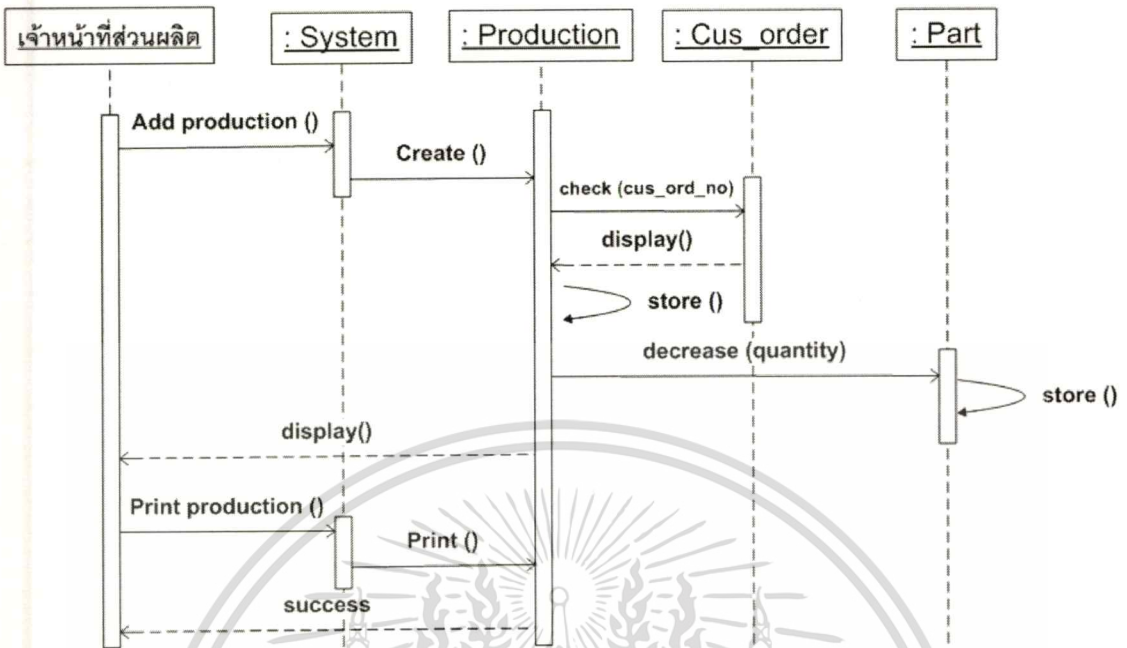 เจ้าหน้าที่ส่วนผลิต
: System
: Production
: Cus_order
: Part
Add production ()
Create ()
check (cus_ord_no)
display()
store ()
decrease (quantity)
store ()
display()
Print production ()
Print ()
success